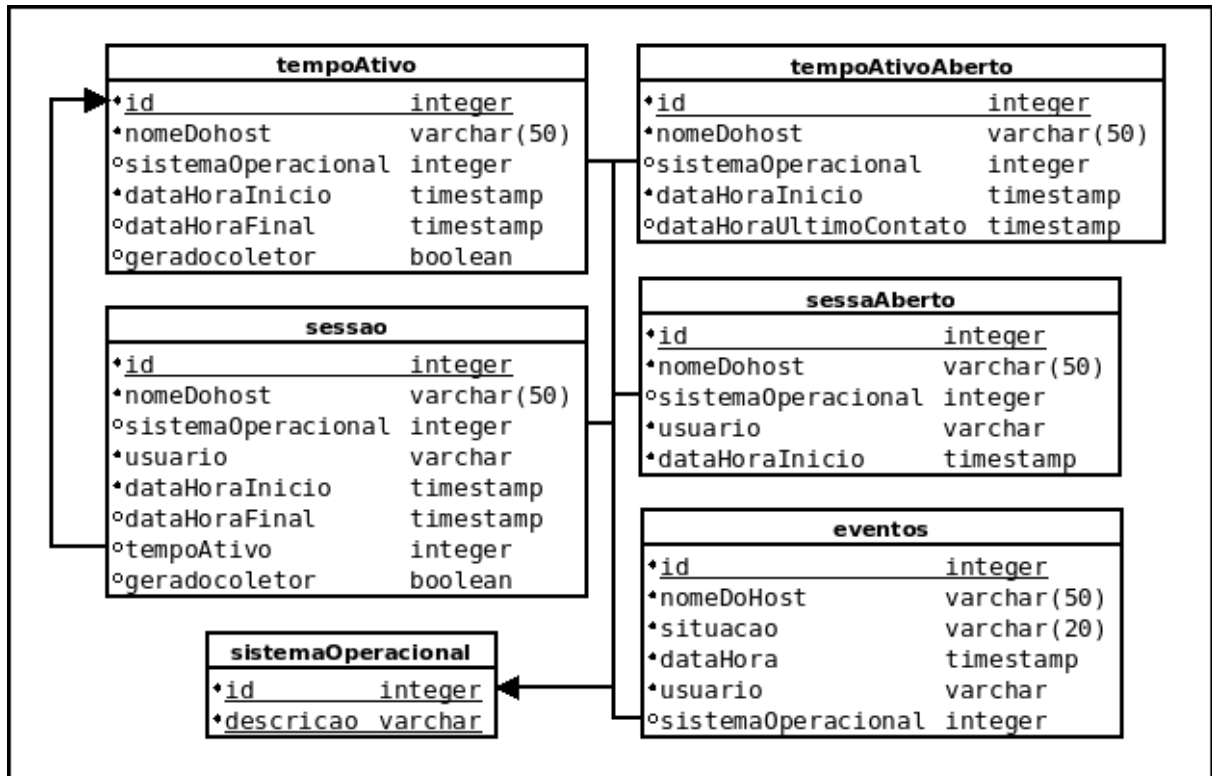 tempoAtivo
id integer
nomeDohost varchar(50)
sistemaOperacional integer
dataHoraInicio timestamp
dataHoraFinal timestamp
geradocoletor boolean
tempoAtivoAberto
id integer
nomeDohost varchar(50)
sistemaOperacional integer
dataHoraInicio timestamp
dataHoraUltimoContato timestamp
sessao
id integer
nomeDohost varchar(50)
sistemaOperacional integer
usuario varchar
dataHoraInicio timestamp
dataHoraFinal timestamp
tempoAtivo integer
geradocoletor boolean
sessaAberto
id integer
nomeDohost varchar(50)
sistemaOperacional integer
usuario varchar
dataHoraInicio timestamp
eventos
id integer
nomeDoHost varchar(50)
situacao varchar(20)
dataHora timestamp
usuario varchar
sistemaOperacional integer
sistemaOperacional
id integer
descricao varchar